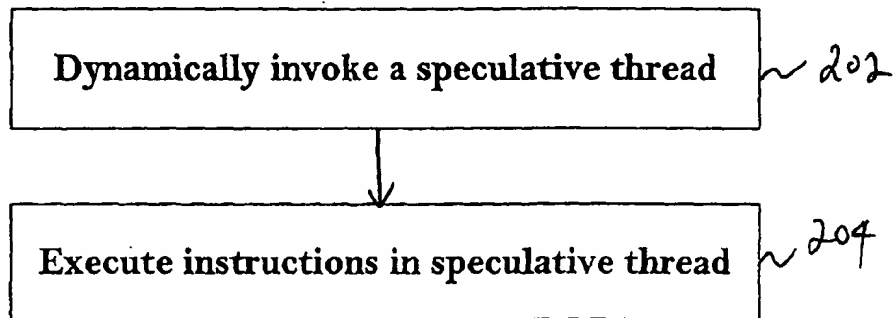 Dynamically invoke a speculative thread
202
Execute instructions in speculative thread
204